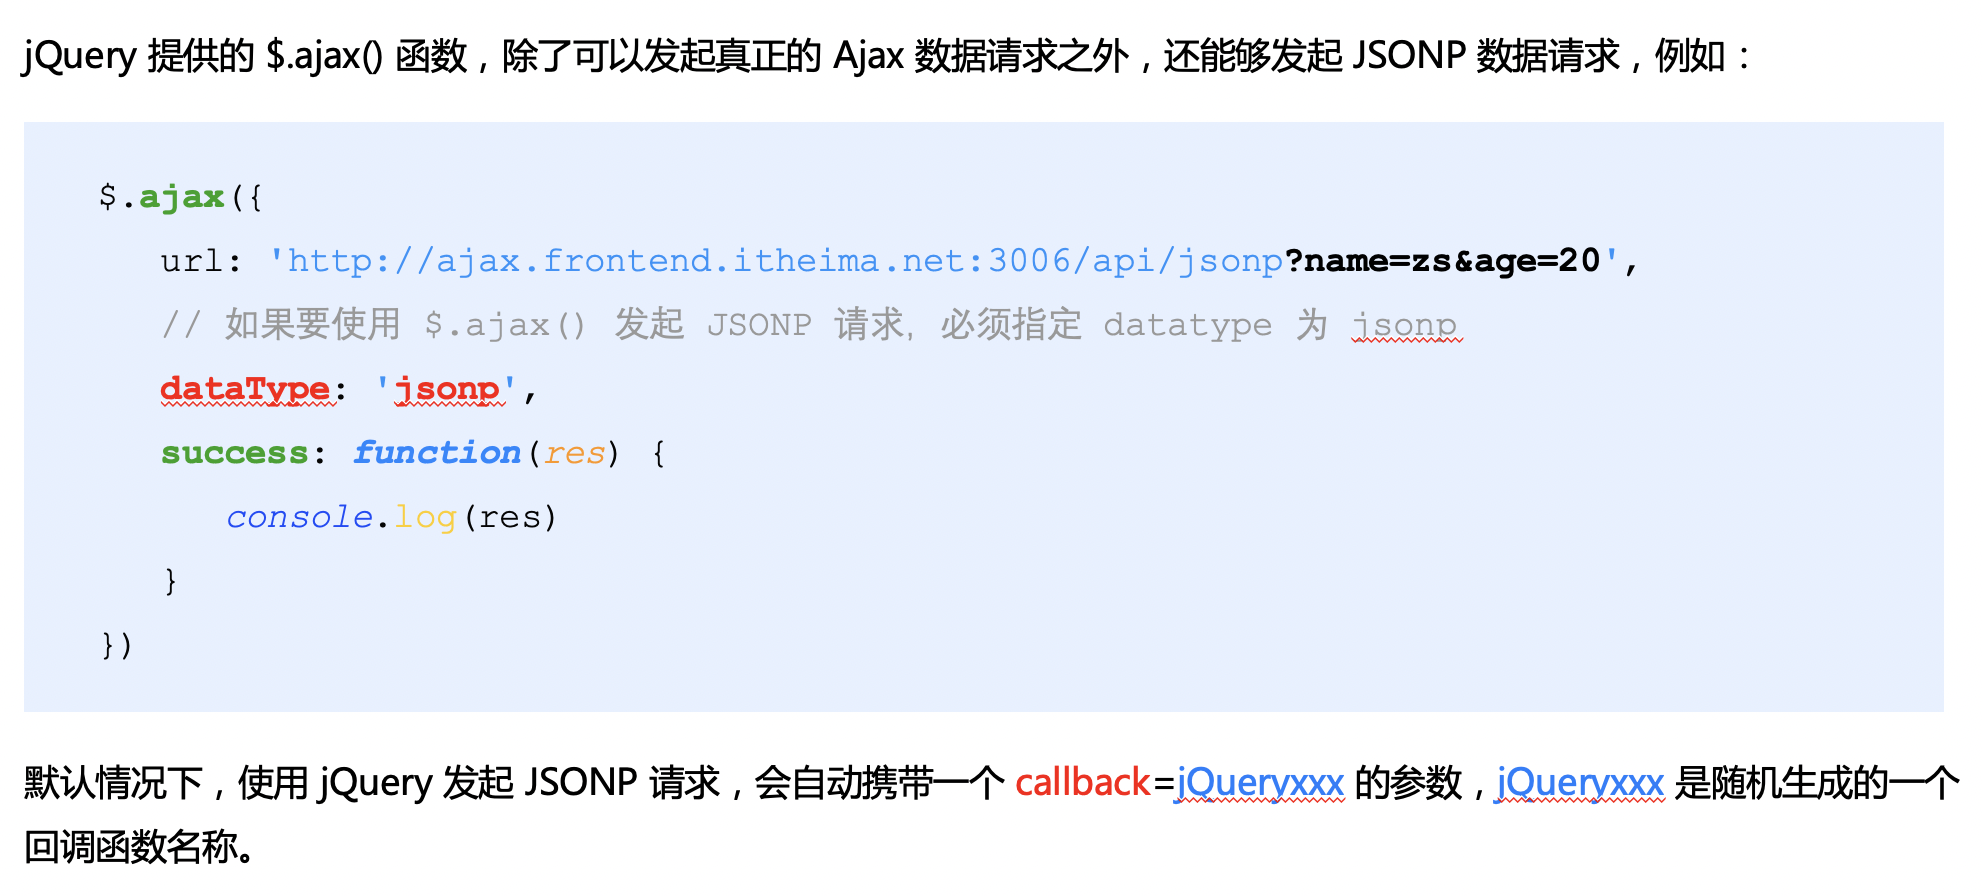 jQuery 提供的 $.ajax() 函数，除了可以发起真正的 Ajax 数据请求之外，还能够发起 JSONP 数据请求，例如：
$.ajax({
   url: 'http://ajax.frontend.itheima.net:3006/api/jsonp?name=zs&age=20',
   // 如果要使用 $.ajax() 发起 JSONP 请求，必须指定 datatype 为 jsonp
   dataType: 'jsonp',
   success: function(res) {
      console.log(res)
   }
})
默认情况下，使用 jQuery 发起 JSONP 请求，会自动携带一个 callback=jQueryxxx 的参数，jQueryxxx 是随机生成的一个
回调函数名称。